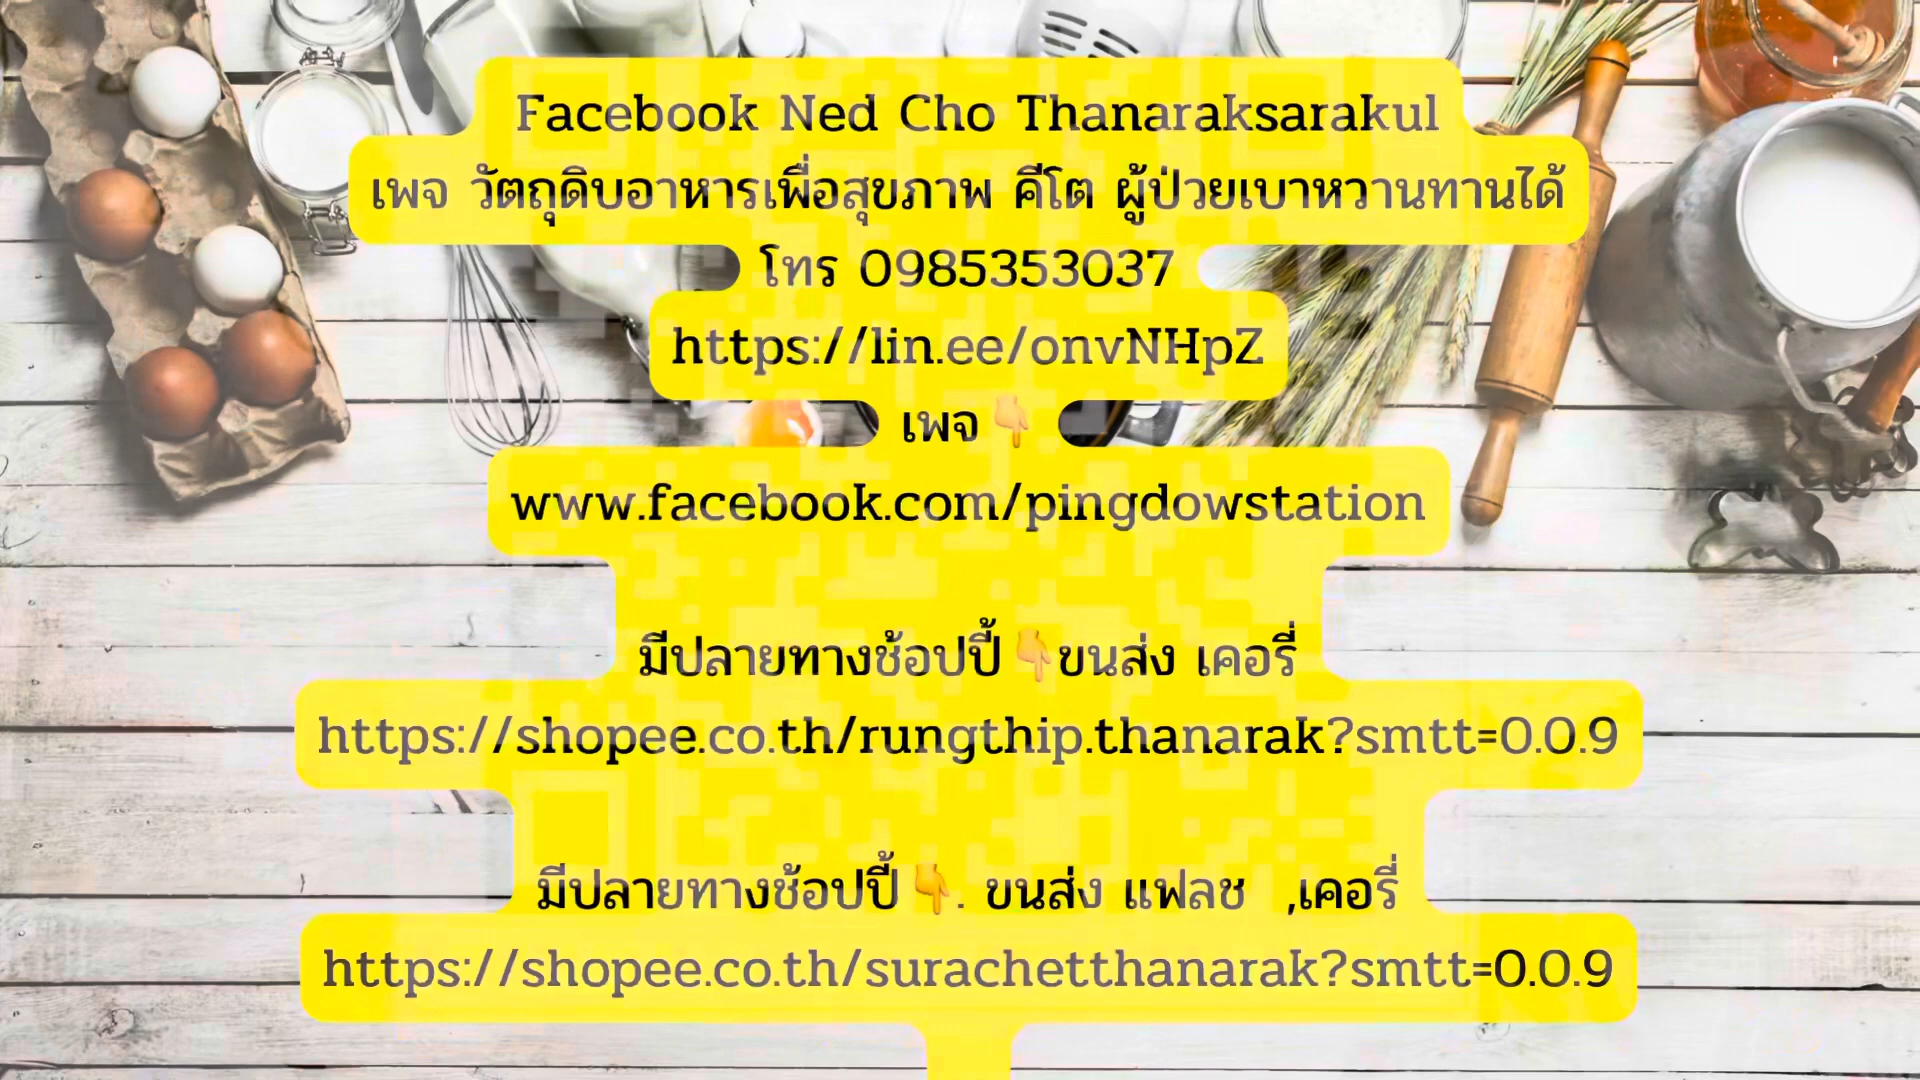 Facebook Ned Cho Thanaraksarakul
เพจ วัตถุดิบอาหารเพื่อสุขภาพ คีโต ผู้ป่วยเบาหวานทานได้
โทร 0985353037
https://lin.ee/onvNHpZ
เพจ👇
www.facebook.com/pingdowstation
มีปลายทางช้อปปี้👇ขนส่ง เคอรี่
https://shopee.co.th/rungthip.thanarak?smtt=0.0.9
มีปลายทางช้อปปี้👇. ขนส่ง แฟลช ,เคอรี่
https://shopee.co.th/surachetthanarak?smtt=0.0.9